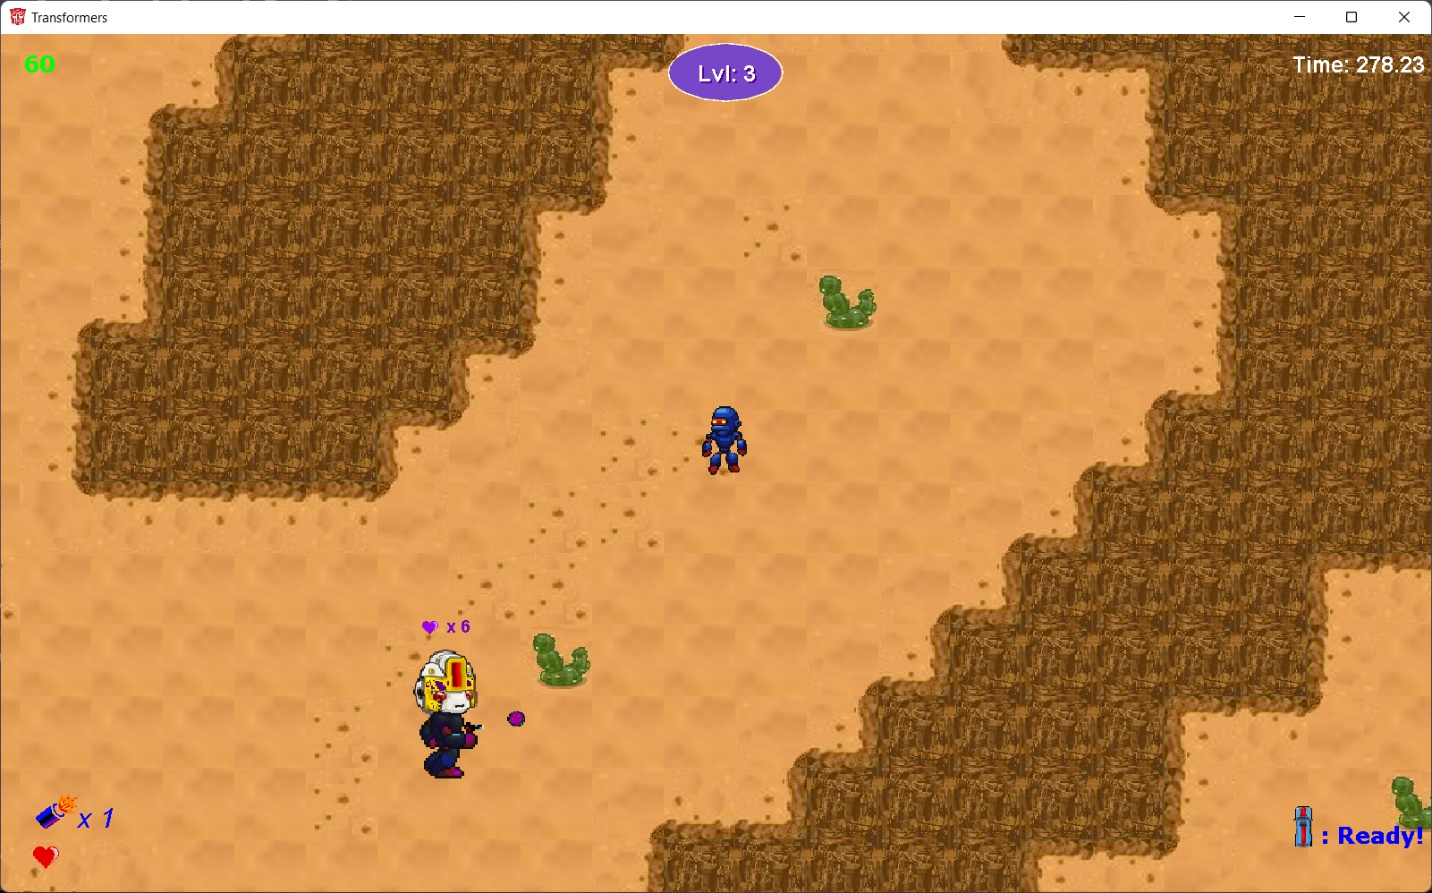 Transformers
60
Lvl: 3
Time: 278.23
x 6
x 1
: Ready!